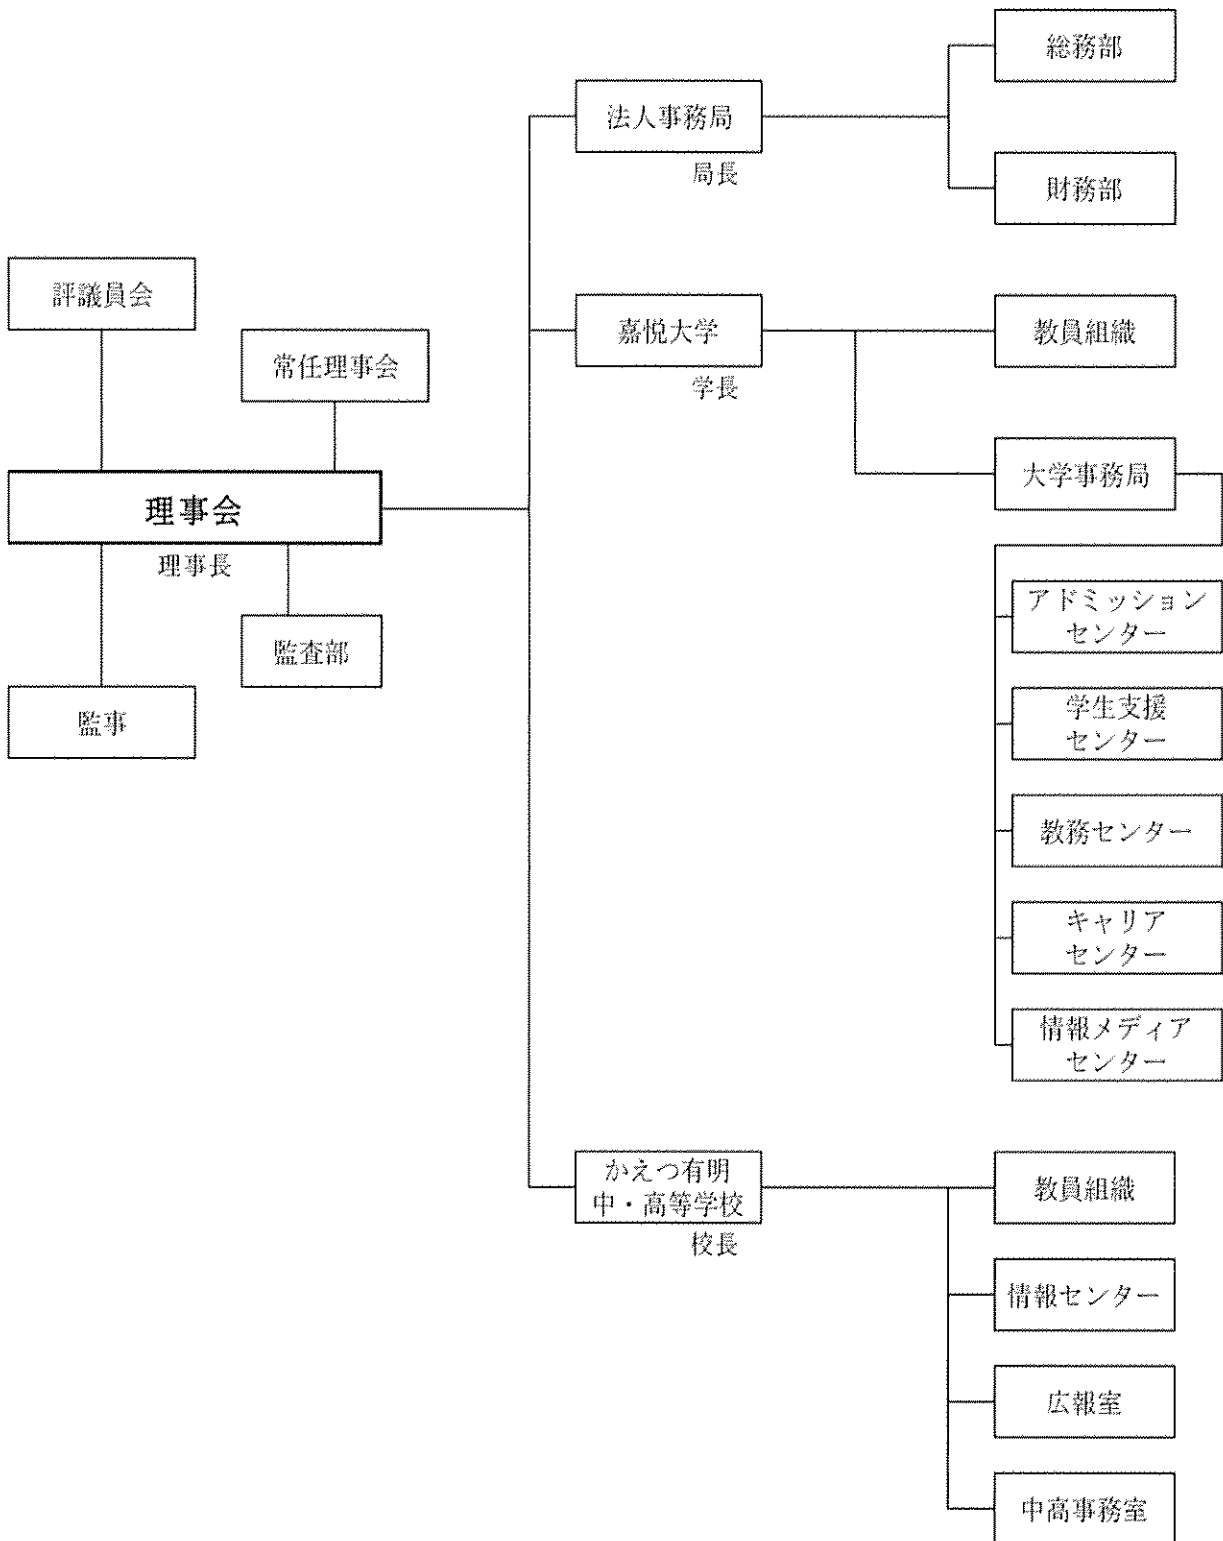 総務部
法人事務局
局長
財務部
評議員会
常任理事会
理事会
理事長
監査部
監事
嘉悦大学
学長
教員組織
大学事務局
アドミッション
センター
学生支援
センター
教務センター
キャリア
センター
情報メディア
センター
かえつ有明
中・高等学校
校長
教員組織
情報センター
広報室
中高事務室